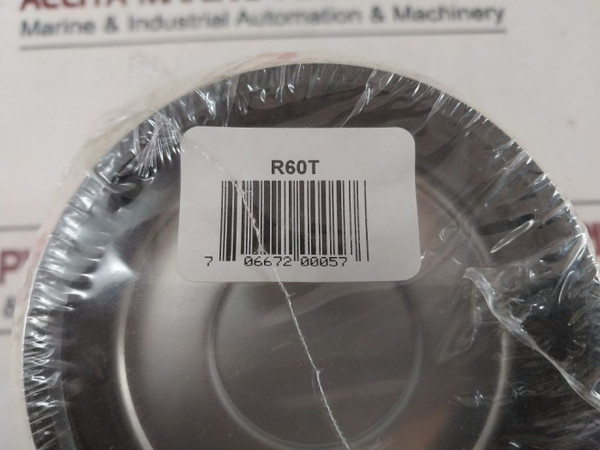 Marine & Industrial Automation & Machinery
R60T
7 06672 00057